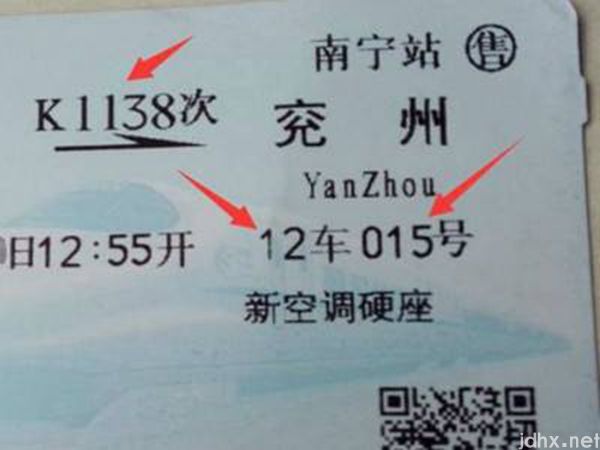 南宁站 售
K1138次
兖 州
YanZhou
日12:55开
12车015号
新空调硬座
jdhx.net